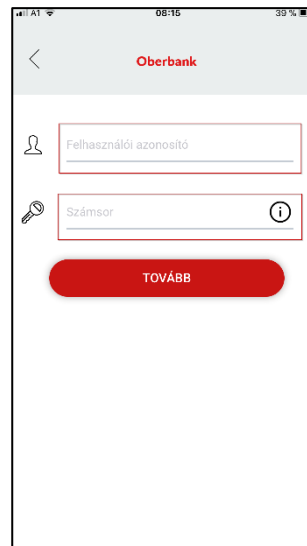 A1 08:15 39 %
Oberbank
Felhasználói azonosító
Számsor
TOVÁBB